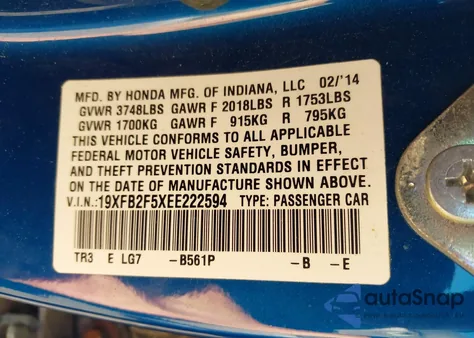 MFD. BY HONDA MFG. OF INDIANA, LLC 02/'14
GVWR 3748LBS GAWR F 2018LBS R 1753LBS
GVWR 1700KG GAWR F 915KG R 795KG
THIS VEHICLE CONFORMS TO ALL APPLICABLE
FEDERAL MOTOR VEHICLE SAFETY, BUMPER,
AND THEFT PREVENTION STANDARDS IN EFFECT
ON THE DATE OF MANUFACTURE SHOWN ABOVE.
V.I.N.:19XFB2F5XEE222594 TYPE: PASSENGER CAR
TR3 E LG7 -B561P -B -E
autoSnap